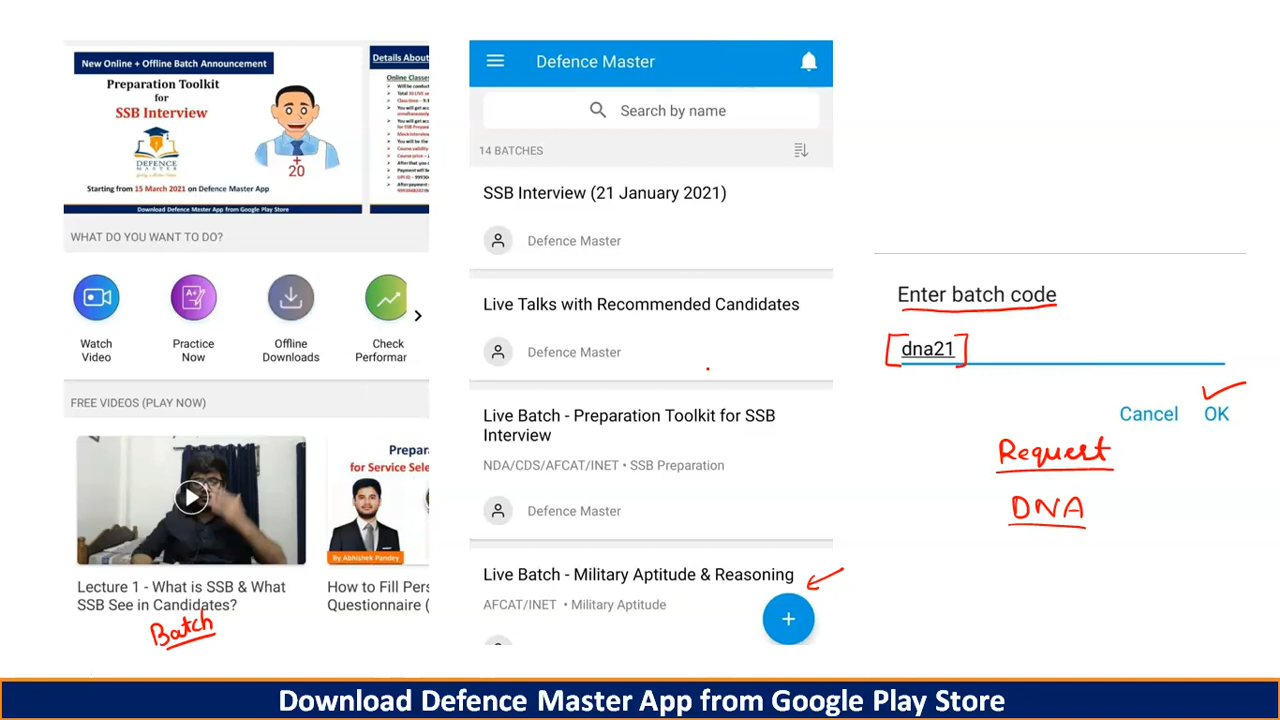 New Online + Offline Batch Announcement
Preparation Toolkit
for
SSB Interview
DEFENCE
MASTER
+
20
Starting from 15 March 2021 on Defence Master App
Download Defence Master App from Google Play Store
Details About
Online Classes
WHAT DO YOU WANT TO DO?
Watch
Video
A+
Practice
Now
Offline
Downloads
Check
Performan
FREE VIDEOS (PLAY NOW)
Prepara
for Service Selec
By Abhishek Pandey
Lecture 1 - What is SSB & What
SSB See in Candidates?
How to Fill Pers
Questionnaire (
Batch
Defence Master
Search by name
14 BATCHES
SSB Interview (21 January 2021)
Defence Master
Live Talks with Recommended Candidates
Defence Master
Live Batch - Preparation Toolkit for SSB
Interview
NDA/CDS/AFCAT/INET • SSB Preparation
Defence Master
Live Batch - Military Aptitude & Reasoning
AFCAT/INET • Military Aptitude
+
Enter batch code
dna21
Cancel OK
Request
DNA
Download Defence Master App from Google Play Store